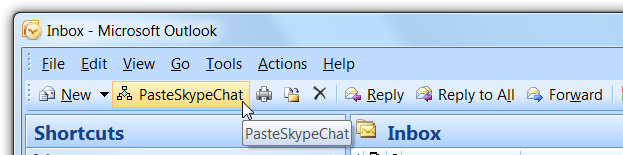 Inbox - Microsoft Outlook
File Edit View Go Tools Actions Help
New PasteSkypeChat Reply Reply to All Forward
PasteSkypeChat
Shortcuts Inbox